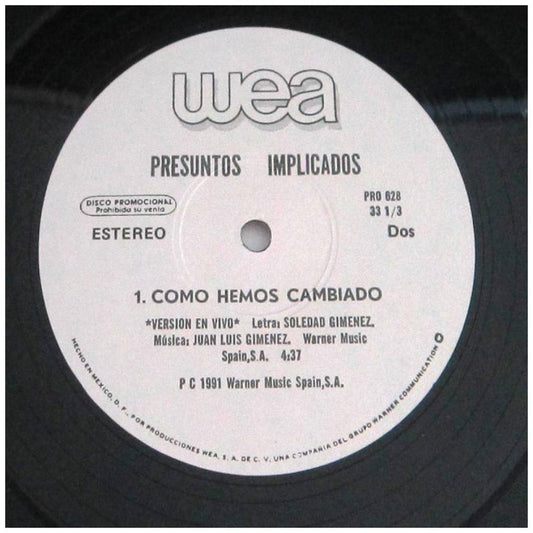 wea
PRESUNTOS IMPLICADOS
DISCO PROMOCIONAL
Prohibida su venta
PRO 628
33 1/3
ESTEREO
Dos
1. COMO HEMOS CAMBIADO
*VERSION EN VIVO* Letra: SOLEDAD GIMENEZ.
Música: JUAN LUIS GIMENEZ. Warner Music
Spain,S.A. 4:37
P C 1991 Warner Music Spain,S.A.
HECHO EN MEXICO, D. F., POR PRODUCCIONES WEA, S. A. DE C. V. UNA COMPAÑIA DEL GRUPO WARNER COMMUNICATION